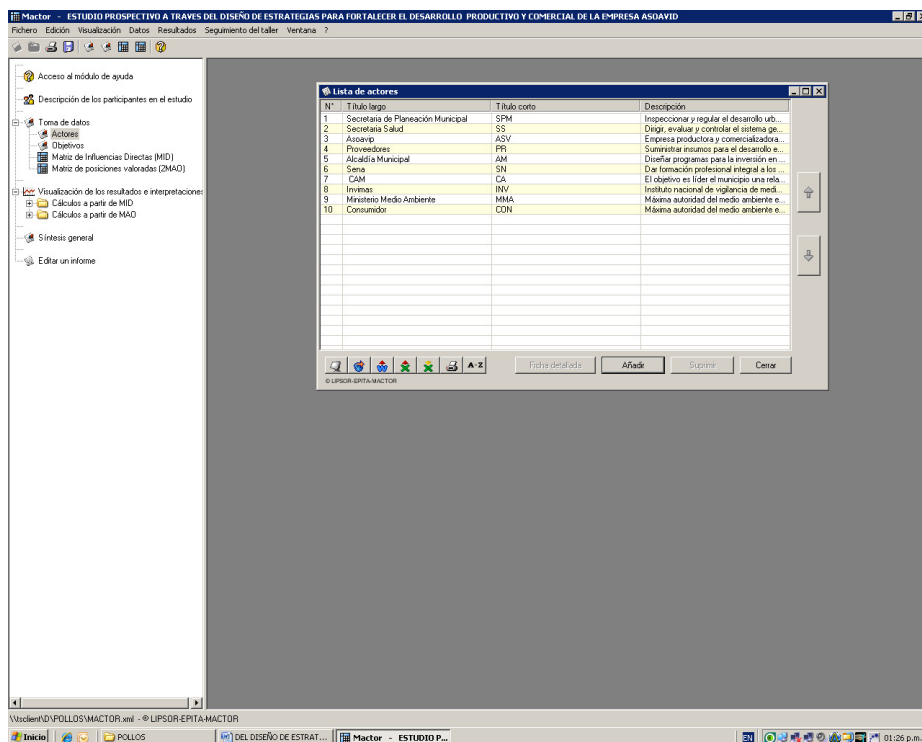 Mactor - ESTUDIO PROSPECTIVO A TRAVES DEL DISEÑO DE ESTRATEGIAS PARA FORTALECER EL DESARROLLO PRODUCTIVO Y COMERCIAL DE LA EMPRESA ASOAVID
Fichero Edición Visualización Datos Resultados Seguimiento del taller Ventana ?
Acceso al módulo de ayuda
Descripción de los participantes en el estudio
Toma de datos
Actores
Objetivos
Matriz de Influencias Directas (MID)
Matriz de posiciones valoradas (2MAO)
Visualización de los resultados e interpretaciones
Cálculos a partir de MID
Cálculos a partir de MAO
Síntesis general
Editar un informe
Lista de actores
N° Título largo Título corto Descripción
1 Secretaria de Planeación Municipal SPM Inspeccionar y regular el desarrollo urb...
2 Secretaria Salud SS Dirigir, evaluar y controlar el sistema ge...
3 Asoavip ASV Empresa productora y comercializadora...
4 Proveedores PR Suministrar insumos para el desarrollo e...
5 Alcaldía Municipal AM Diseñar programas para la inversión en ...
6 Sena SN Dar formación profesional integral a los ...
7 CAM CA El objetivo es líder el municipio una rela...
8 Invimas INV Instituto nacional de vigilancia de medi...
9 Ministerio Medio Ambiente MMA Máxima autoridad del medio ambiente e...
10 Consumidor CON Máxima autoridad del medio ambiente e...
A-Z Ficha detallada Añadir Suprimir Cerrar
© LIPSOR-EPITA-MACTOR
\\tsclient\D\POLLOS\MACTOR.xml - © LIPSOR-EPITA-MACTOR
Inicio POLLOS DEL DISEÑO DE ESTRAT... Mactor - ESTUDIO P... EN 01:26 p.m.